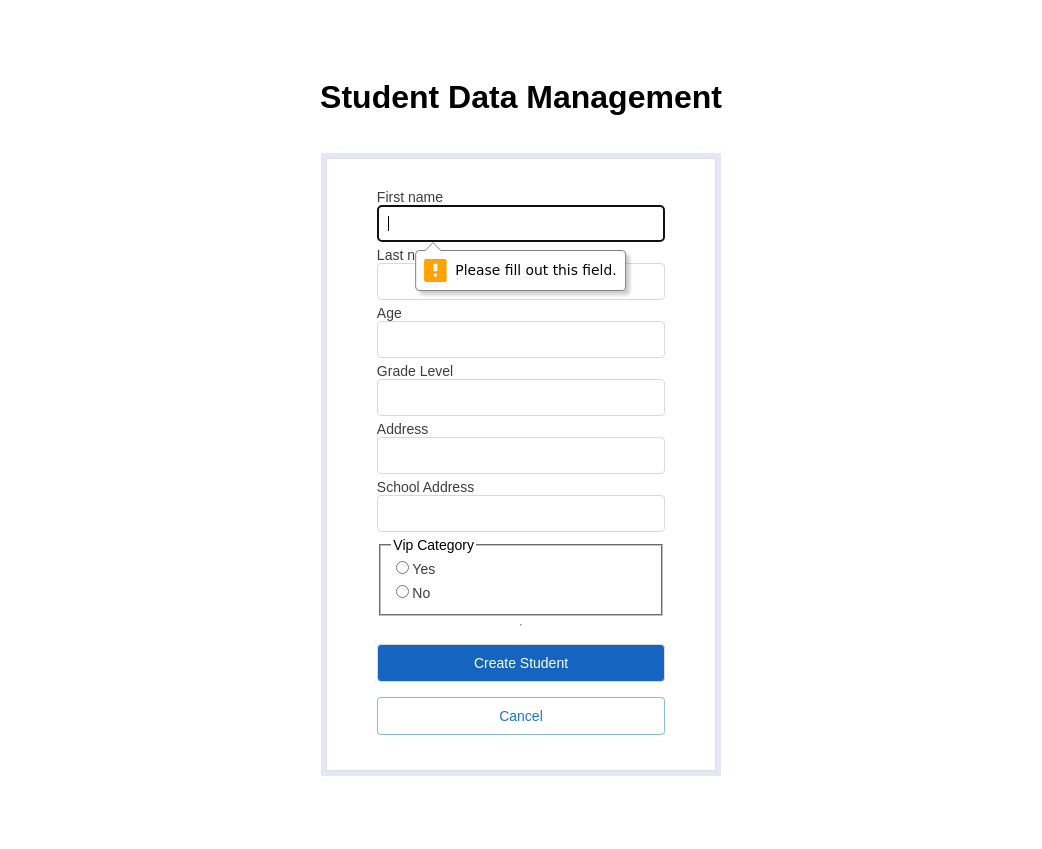 Student Data Management
First name
Last n
Please fill out this field.
Age
Grade Level
Address
School Address
Vip Category
Yes
No
Create Student
Cancel